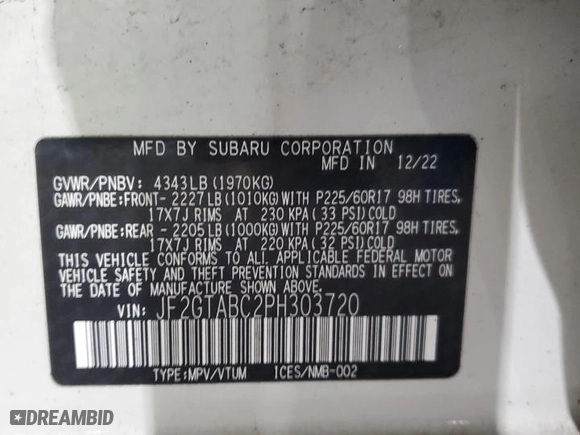 MFD BY SUBARU CORPORATION
MFD IN 12/22
GVWR/PNBV: 4343LB (1970KG)
GAWR/PNBE:FRONT- 2227 LB (1010KG) WITH P225/60R17 98H TIRES,
17X7J RIMS AT 230 KPA (33 PSI) COLD
GAWR/PNBE:REAR - 2205 LB (1000KG) WITH P225/60R17 98H TIRES,
17X7J RIMS AT 220 KPA (32 PSI) COLD
THIS VEHICLE CONFORMS TO ALL APPLICABLE FEDERAL MOTOR
VEHICLE SAFETY AND THEFT PREVENTION STANDARDS IN EFFECT
ON THE DATE OF MANUFACTURE SHOWN ABOVE.
VIN: JF2GTABC2PH303720
TYPE:MPV/VTUM ICES/NMB-002
DREAMBID